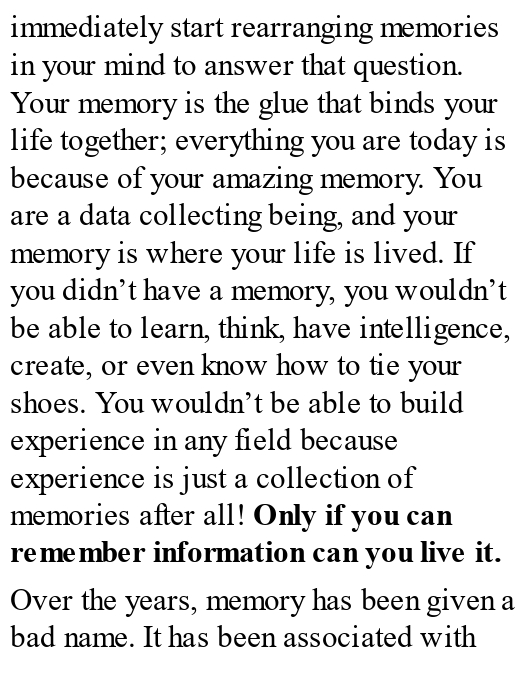 immediately start rearranging memories
in your mind to answer that question.
Your memory is the glue that binds your
life together; everything you are today is
because of your amazing memory. You
are a data collecting being, and your
memory is where your life is lived. If
you didn’t have a memory, you wouldn’t
be able to learn, think, have intelligence,
create, or even know how to tie your
shoes. You wouldn’t be able to build
experience in any field because
experience is just a collection of
memories after all! Only if you can
remember information can you live it.
Over the years, memory has been given a
bad name. It has been associated with